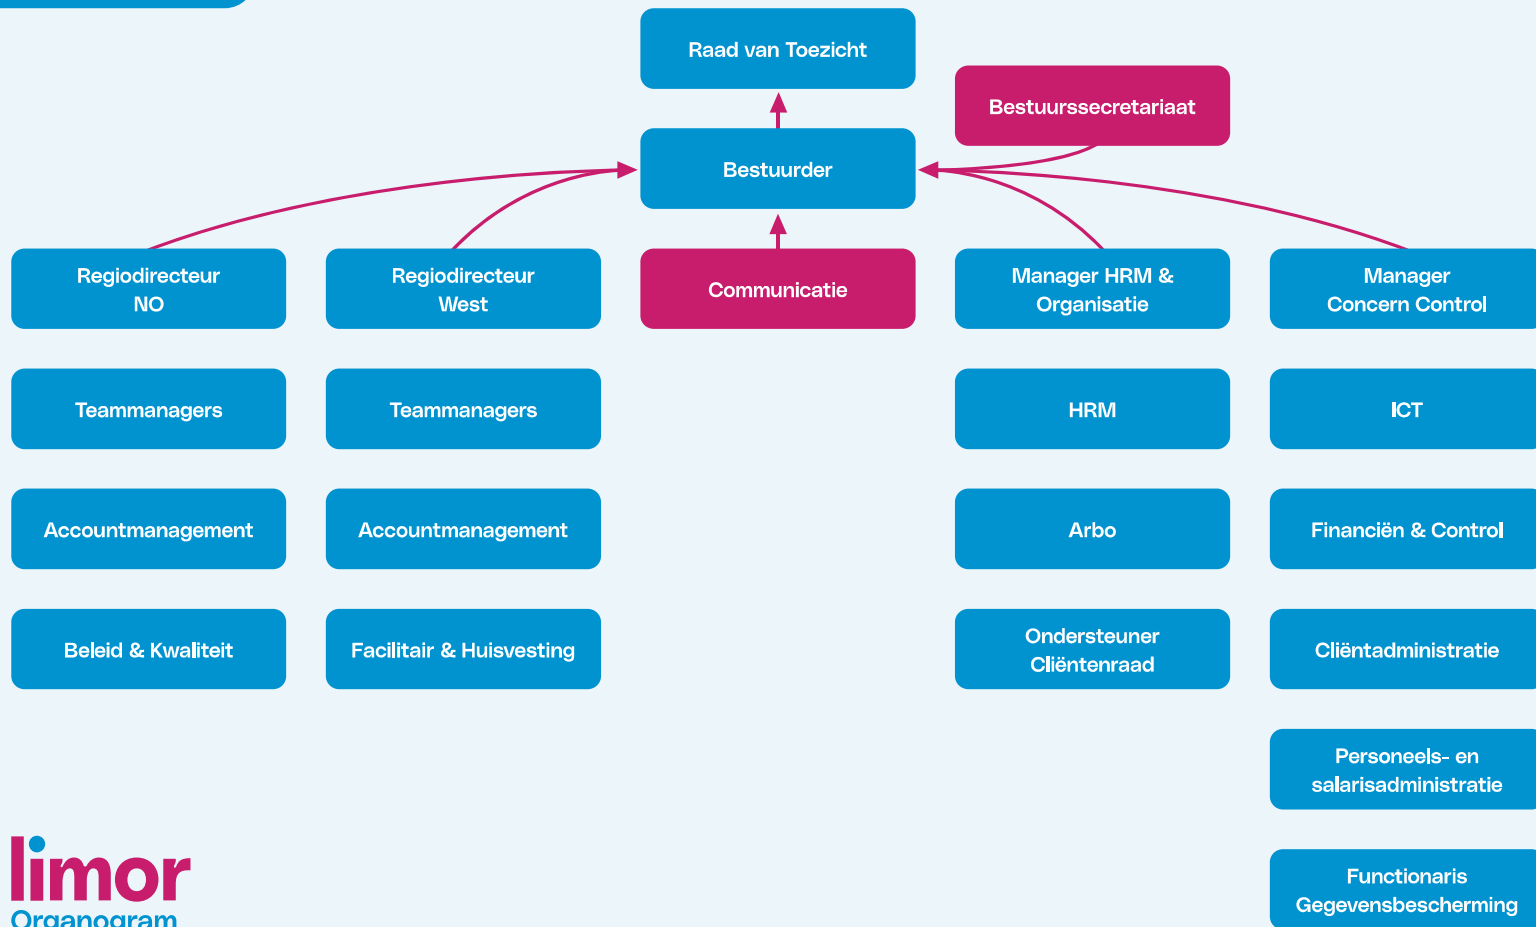 Raad van Toezicht
Bestuurssecretariaat
Bestuurder
Regiodirecteur
NO
Regiodirecteur
West
Communicatie
Manager HRM &
Organisatie
Manager
Concern Control
Teammanagers
Teammanagers
HRM
ICT
Accountmanagement
Accountmanagement
Arbo
Financiën & Control
Beleid & Kwaliteit
Facilitair & Huisvesting
Ondersteuner
Cliëntenraad
Cliëntadministratie
Personeels- en
salarisadministratie
Functionaris
Gegevensbescherming
limor
Organogram